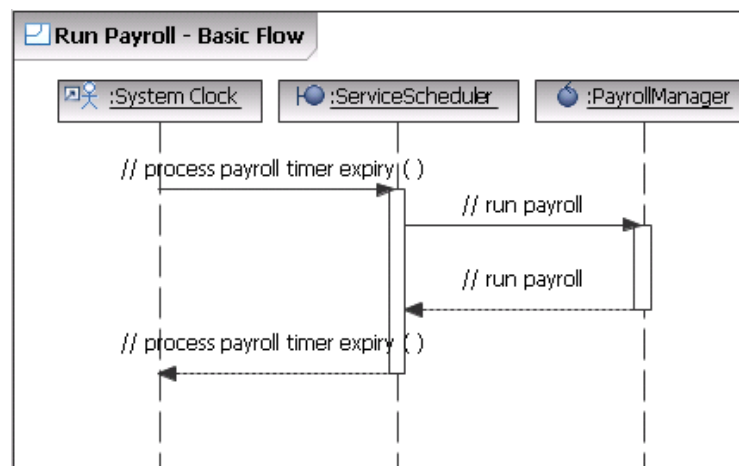 Run Payroll - Basic Flow
:System Clock
:ServiceScheduler
:PayrollManager
// process payroll timer expiry ( )
// run payroll
// run payroll
// process payroll timer expiry ( )